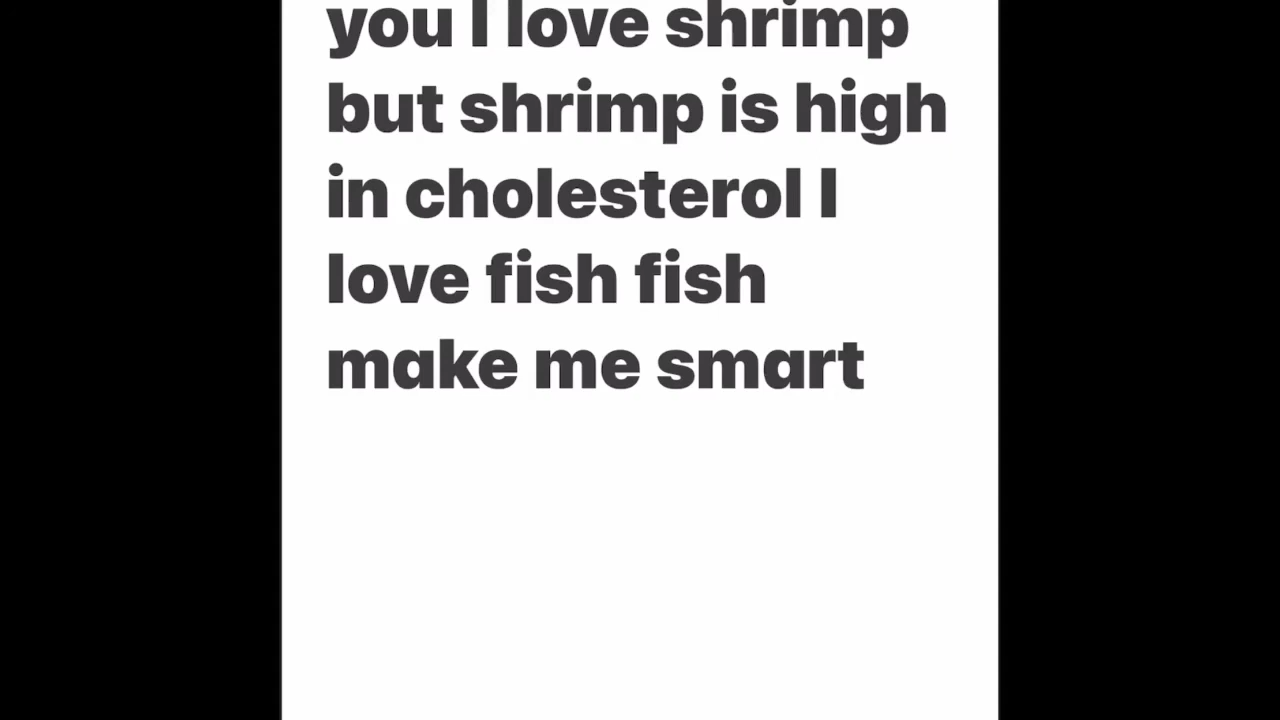 you I love shrimp
but shrimp is high
in cholesterol I
love fish fish
make me smart